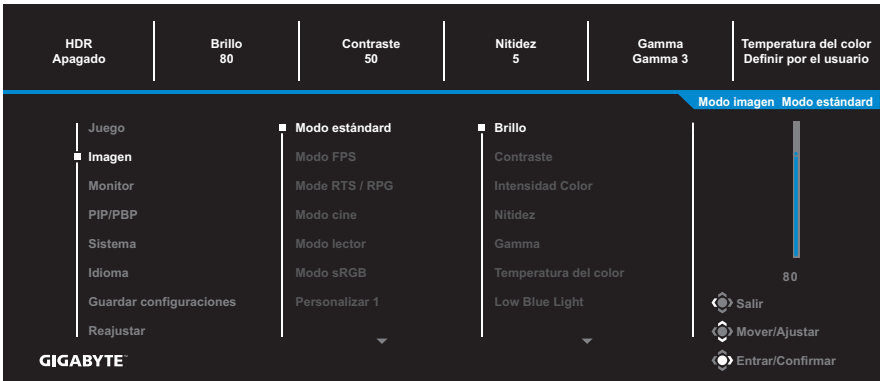 HDR
Apagado
Brillo
80
Contraste
50
Nitidez
5
Gamma
Gamma 3
Temperatura del color
Definir por el usuario
Modo imagen Modo estándard
Juego
Imagen
Monitor
PIP/PBP
Sistema
Idioma
Guardar configuraciones
Reajustar
Modo estándard
Modo FPS
Mode RTS / RPG
Modo cine
Modo lector
Modo sRGB
Personalizar 1
Brillo
Contraste
Intensidad Color
Nitidez
Gamma
Temperatura del color
Low Blue Light
80
Salir
Mover/Ajustar
Entrar/Confirmar
GIGABYTE™